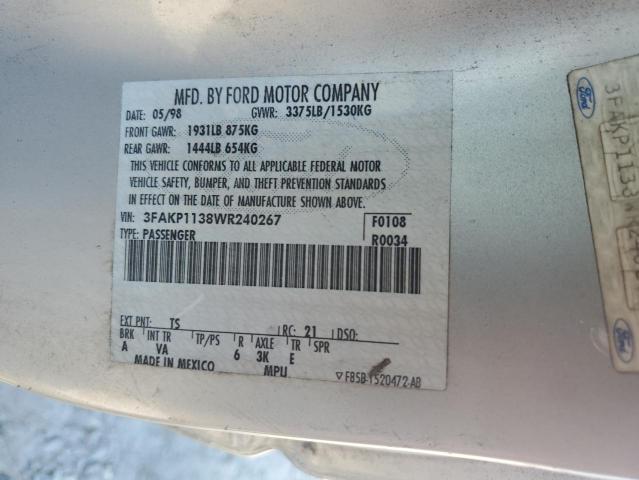 MFD. BY FORD MOTOR COMPANY
DATE: 05/98 GVWR: 3375LB/1530KG
FRONT GAWR: 1931LB 875KG
REAR GAWR: 1444LB 654KG
THIS VEHICLE CONFORMS TO ALL APPLICABLE FEDERAL MOTOR
VEHICLE SAFETY, BUMPER, AND THEFT PREVENTION STANDARDS
IN EFFECT ON THE DATE OF MANUFACTURE SHOWN ABOVE.
VIN: 3FAKP1138WR240267 F0108
TYPE: PASSENGER R0034
EXT PNT: TS RC: 21 DSO:
BRK INT TR TP/PS R AXLE TR SPR
A VA 6 3K E
MADE IN MEXICO MPU
▽ F85B-1520472-AB
Ford
3FAKP1133
Ford